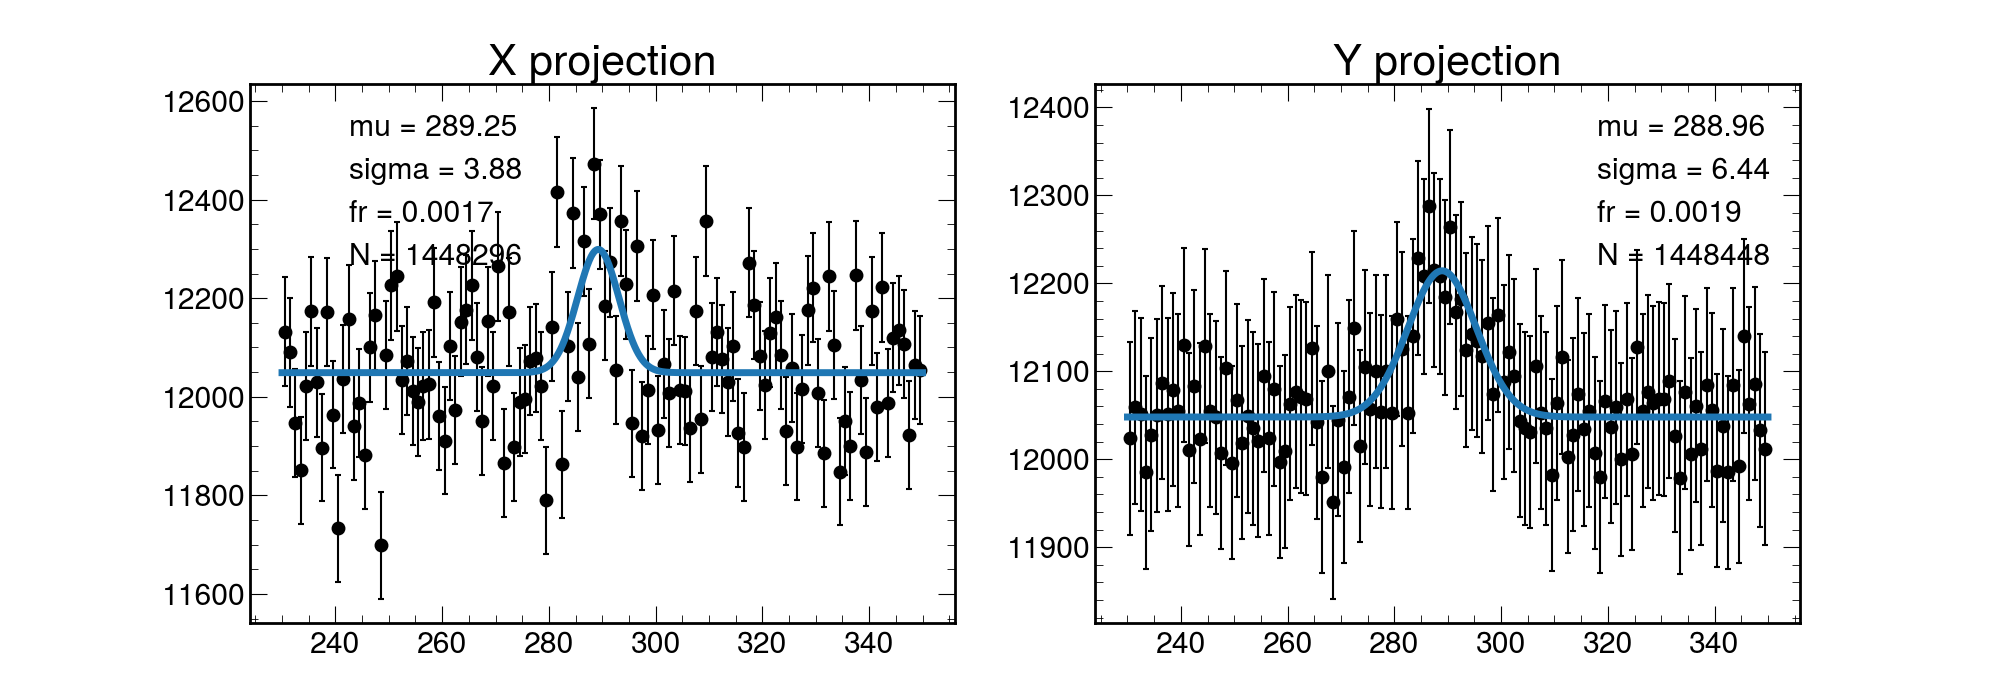 X projection
mu = 289.25
sigma = 3.88
fr = 0.0017
N = 1448296
12600
12400
12200
12000
11800
11600
240 260 280 300 320 340
Y projection
mu = 288.96
sigma = 6.44
fr = 0.0019
N = 1448448
12400
12300
12200
12100
12000
11900
240 260 280 300 320 340